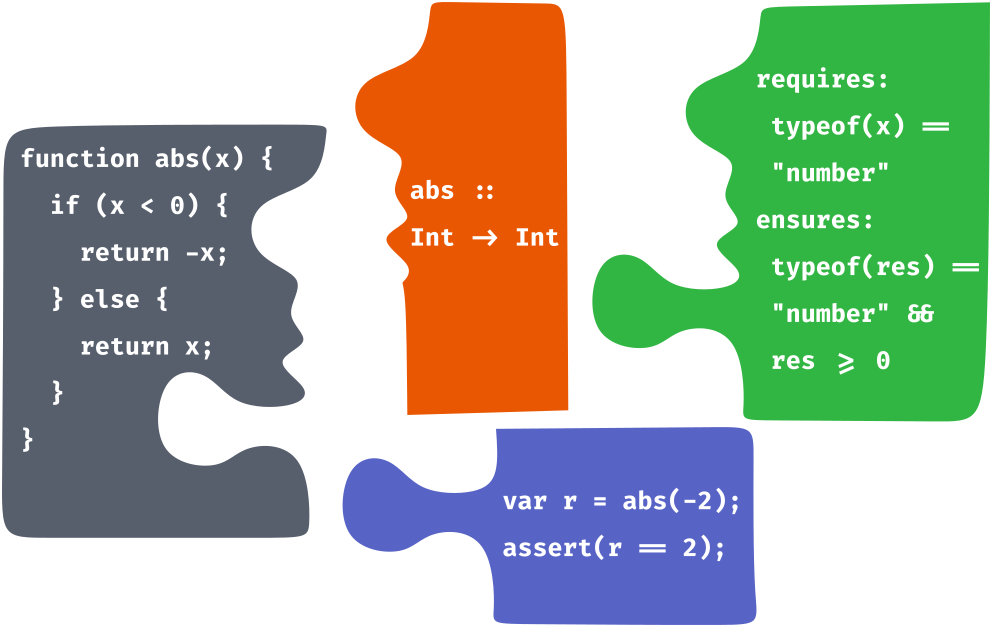 function abs(x) {
  if (x < 0) {
    return -x;
  } else {
    return x;
  }
}
abs ::
Int → Int
requires:
 typeof(x) ==
 "number"
ensures:
 typeof(res) ==
 "number" &&
 res ⩾ 0
var r = abs(-2);
assert(r == 2);